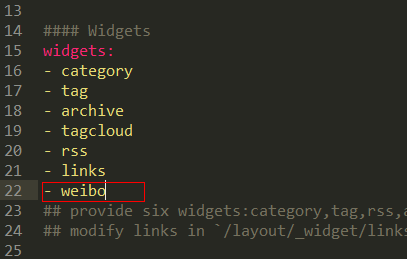 13
14 #### Widgets
15 widgets:
16 - category
17 - tag
18 - archive
19 - tagcloud
20 - rss
21 - links
22 - weibo
23 ## provide six widgets:category,tag,rss,a
24 ## modify links in `/layout/_widget/links
25